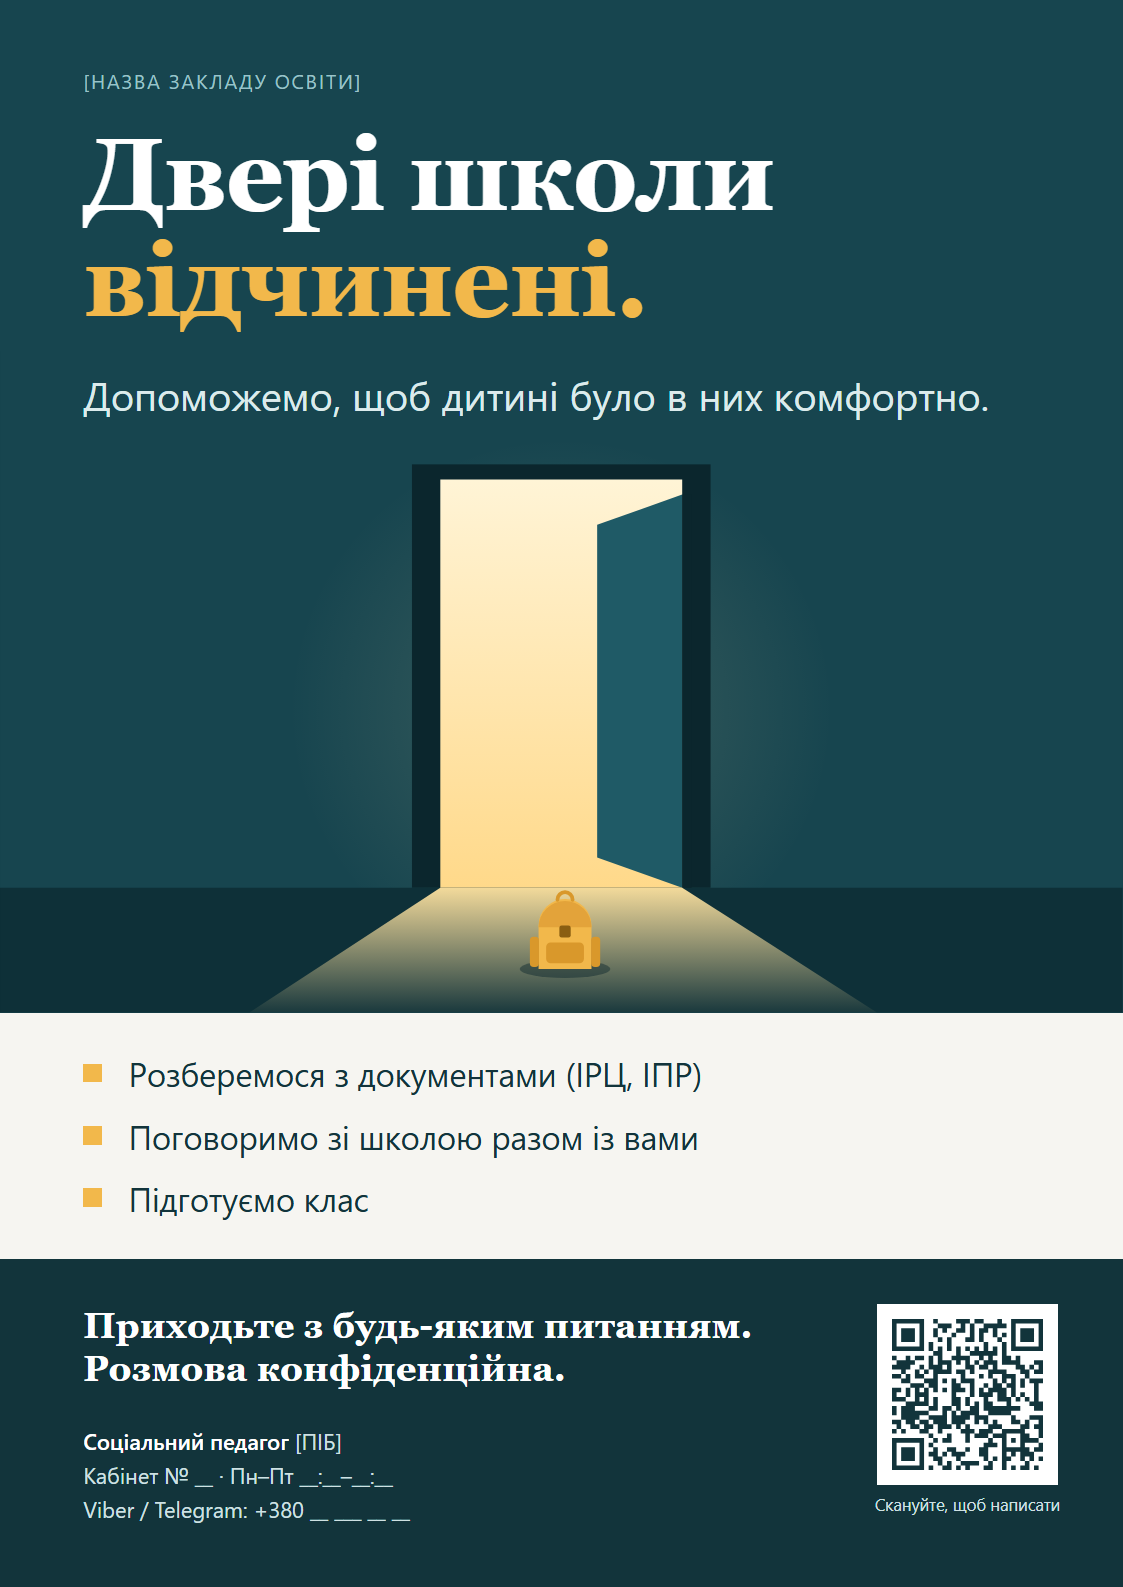 [НАЗВА ЗАКЛАДУ ОСВІТИ]
Двері школи
відчинені.
Допоможемо, щоб дитині було в них комфортно.
Розберемося з документами (ІРЦ, ІПР)
Поговоримо зі школою разом із вами
Підготуємо клас
Приходьте з будь-яким питанням.
Розмова конфіденційна.
Соціальний педагог [ПІБ]
Кабінет № __ · Пн–Пт __:__–__:__
Viber / Telegram: +380 __ ___ __ __
Скануйте, щоб написати